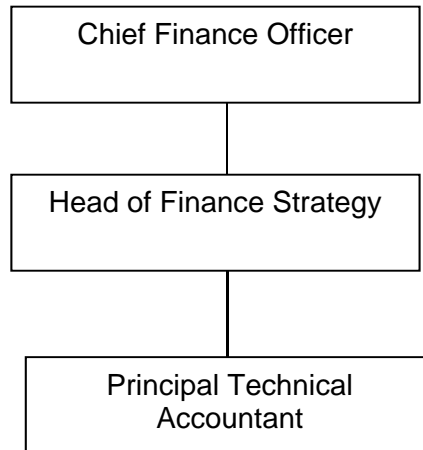 Chief Finance Officer
Head of Finance Strategy
Principal Technical
Accountant